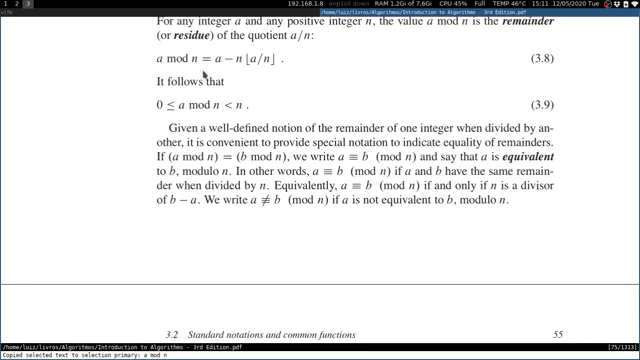 1 2 3 192.168.1.8 enp0s0 down RAM 1,2Gi of 7,6Gi CPU 45% Full TEMP 46°C 15:11 12/05/2020 Tue
/home/luiz/livros/Algoritmos/Introduction to Algorithms - 3rd Edition.pdf
For any integer a and any positive integer n, the value a mod n is the remainder
(or residue) of the quotient a/n:
a mod n = a − n ⌊a/n⌋ . (3.8)
It follows that
0 ≤ a mod n < n . (3.9)
Given a well-defined notion of the remainder of one integer when divided by an-
other, it is convenient to provide special notation to indicate equality of remainders.
If (a mod n) = (b mod n), we write a ≡ b (mod n) and say that a is equivalent
to b, modulo n. In other words, a ≡ b (mod n) if a and b have the same remain-
der when divided by n. Equivalently, a ≡ b (mod n) if and only if n is a divisor
of b − a. We write a ≢ b (mod n) if a is not equivalent to b, modulo n.
3.2 Standard notations and common functions 55
/home/luiz/livros/Algoritmos/Introduction to Algorithms - 3rd Edition.pdf [75/1313]
Copied selected text to selection primary: a mod n